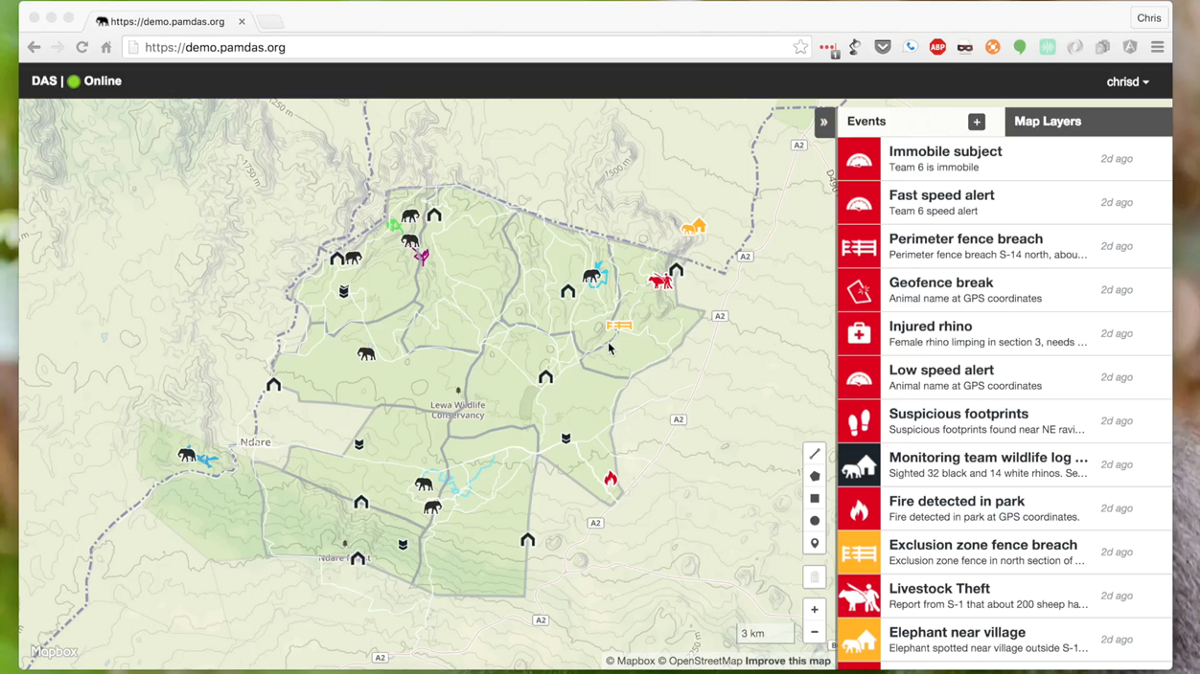 https://demo.pamdas.org
Chris
https://demo.pamdas.org
ABP
1
DAS | Online
chrisd
1250 m
1750 m
1500 m
A2
D496
Events
+
Map Layers
Immobile subject
Team 6 is immobile
2d ago
Fast speed alert
Team 6 speed alert
2d ago
Perimeter fence breach
Perimeter fence breach S-14 north, abou...
2d ago
Geofence break
Animal name at GPS coordinates
2d ago
Injured rhino
Female rhino limping in section 3, needs ...
2d ago
Low speed alert
Animal name at GPS coordinates
2d ago
Suspicious footprints
Suspicious footprints found near NE ravi...
2d ago
Monitoring team wildlife log ...
Sighted 32 black and 14 white rhinos. Se...
2d ago
Fire detected in park
Fire detected in park at GPS coordinates.
2d ago
Exclusion zone fence breach
Exclusion zone fence in north section of ...
2d ago
Livestock Theft
Report from S-1 that about 200 sheep ha...
2d ago
Elephant near village
Elephant spotted near village outside S-1...
2d ago
A2
A2
Lewa Wildlife
Conservancy
A2
Ndare
A2
A2
A2
3 km
+
−
Mapbox
© Mapbox © OpenStreetMap Improve this map